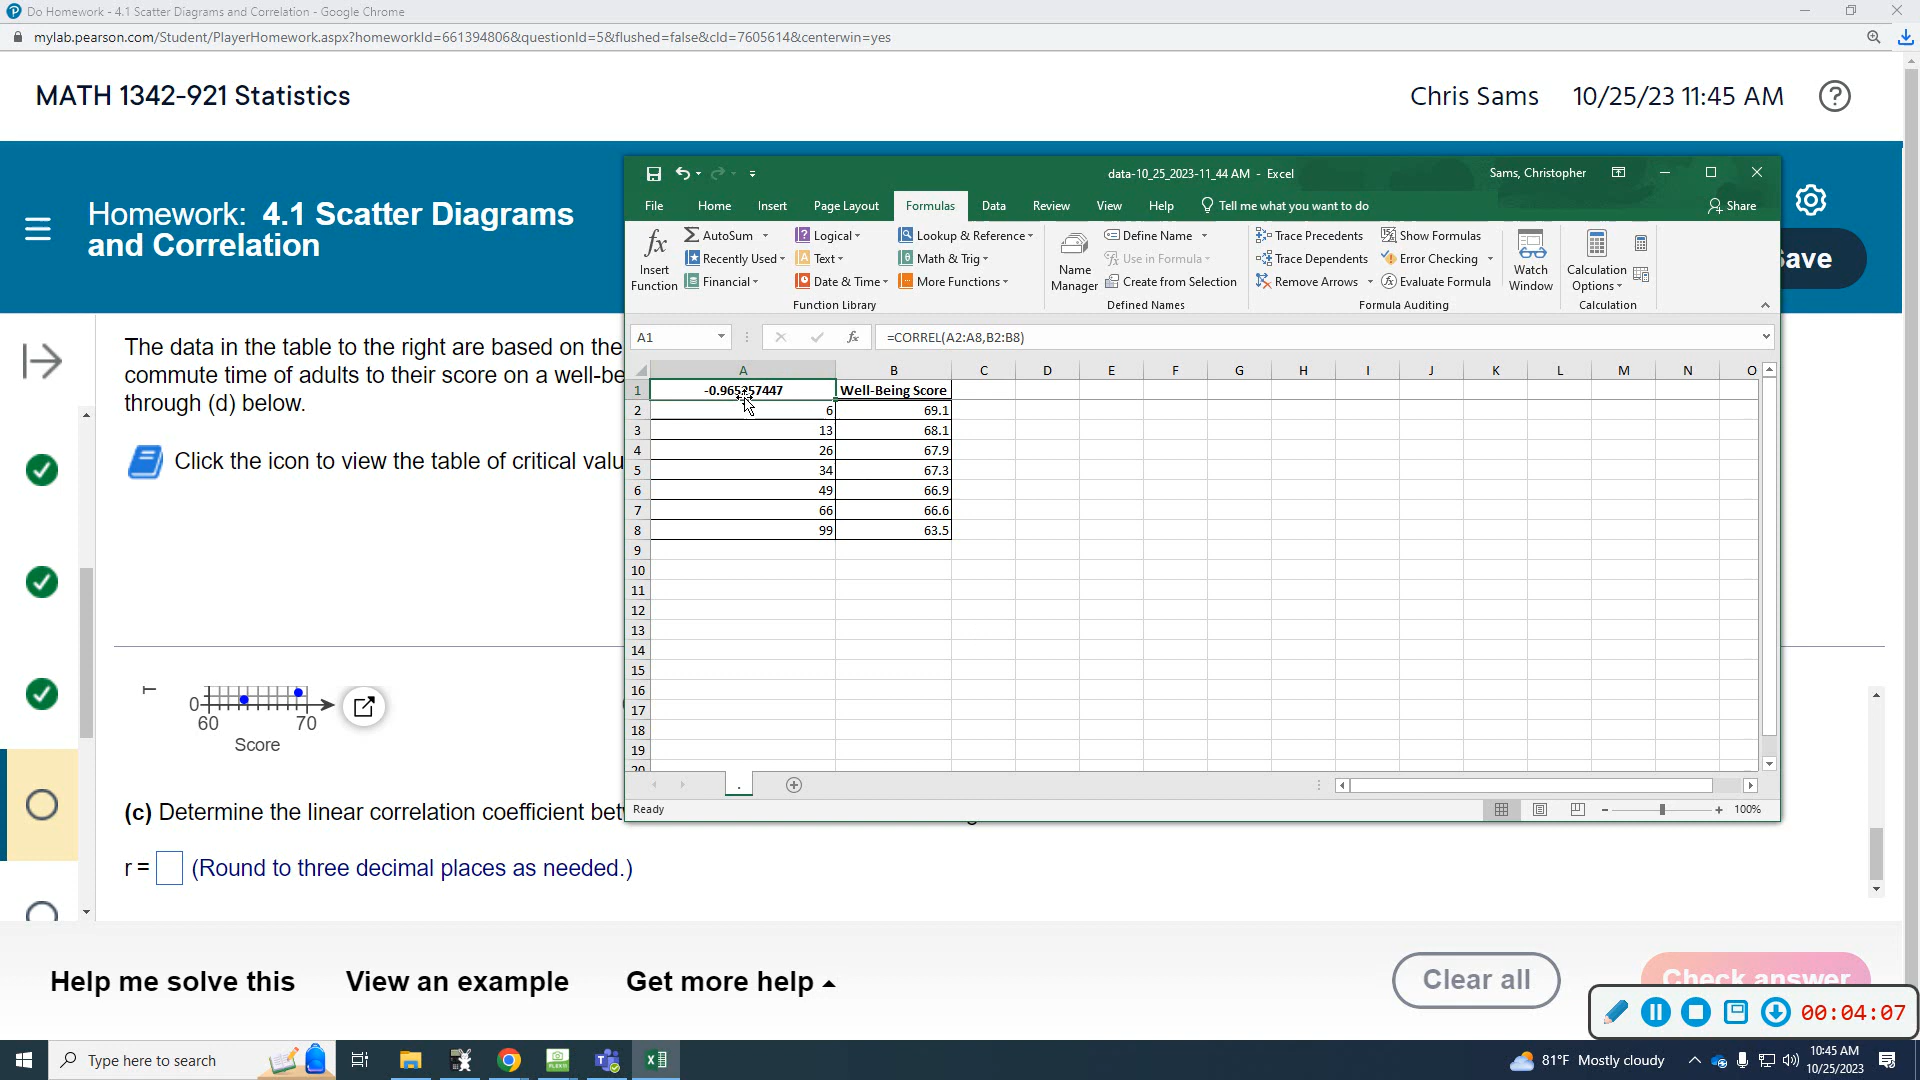 Do Homework - 4.1 Scatter Diagrams and Correlation - Google Chrome
mylab.pearson.com/Student/PlayerHomework.aspx?homeworkId=661394806&questionId=5&flushed=false&cId=7605614&centerwin=yes
MATH 1342-921 Statistics
Chris Sams 10/25/23 11:45 AM
Homework: 4.1 Scatter Diagrams
and Correlation
ave
The data in the table to the right are based on the
commute time of adults to their score on a well-be
through (d) below.
Click the icon to view the table of critical valu
0
60 70
Score
(c) Determine the linear correlation coefficient bet
r = (Round to three decimal places as needed.)
Help me solve this View an example Get more help
Clear all
Check answer
00:04:07
data-10_25_2023-11_44 AM - Excel
Sams, Christopher
File Home Insert Page Layout Formulas Data Review View Help Tell me what you want to do Share
fx Insert Function
AutoSum Logical Lookup & Reference
Recently Used Text Math & Trig
Financial Date & Time More Functions
Function Library
Name Manager
Define Name
Use in Formula
Create from Selection
Defined Names
Trace Precedents Show Formulas
Trace Dependents Error Checking
Remove Arrows Evaluate Formula
Formula Auditing
Watch Window
Calculation Options
Calculation
A1 fx =CORREL(A2:A8,B2:B8)
A B C D E F G H I J K L M N O
1 -0.965257447 Well-Being Score
2 6 69.1
3 13 68.1
4 26 67.9
5 34 67.3
6 49 66.9
7 66 66.6
8 99 63.5
9
10
11
12
13
14
15
16
17
18
19
20
.
Ready
100%
Type here to search
81°F Mostly cloudy
10:45 AM
10/25/2023